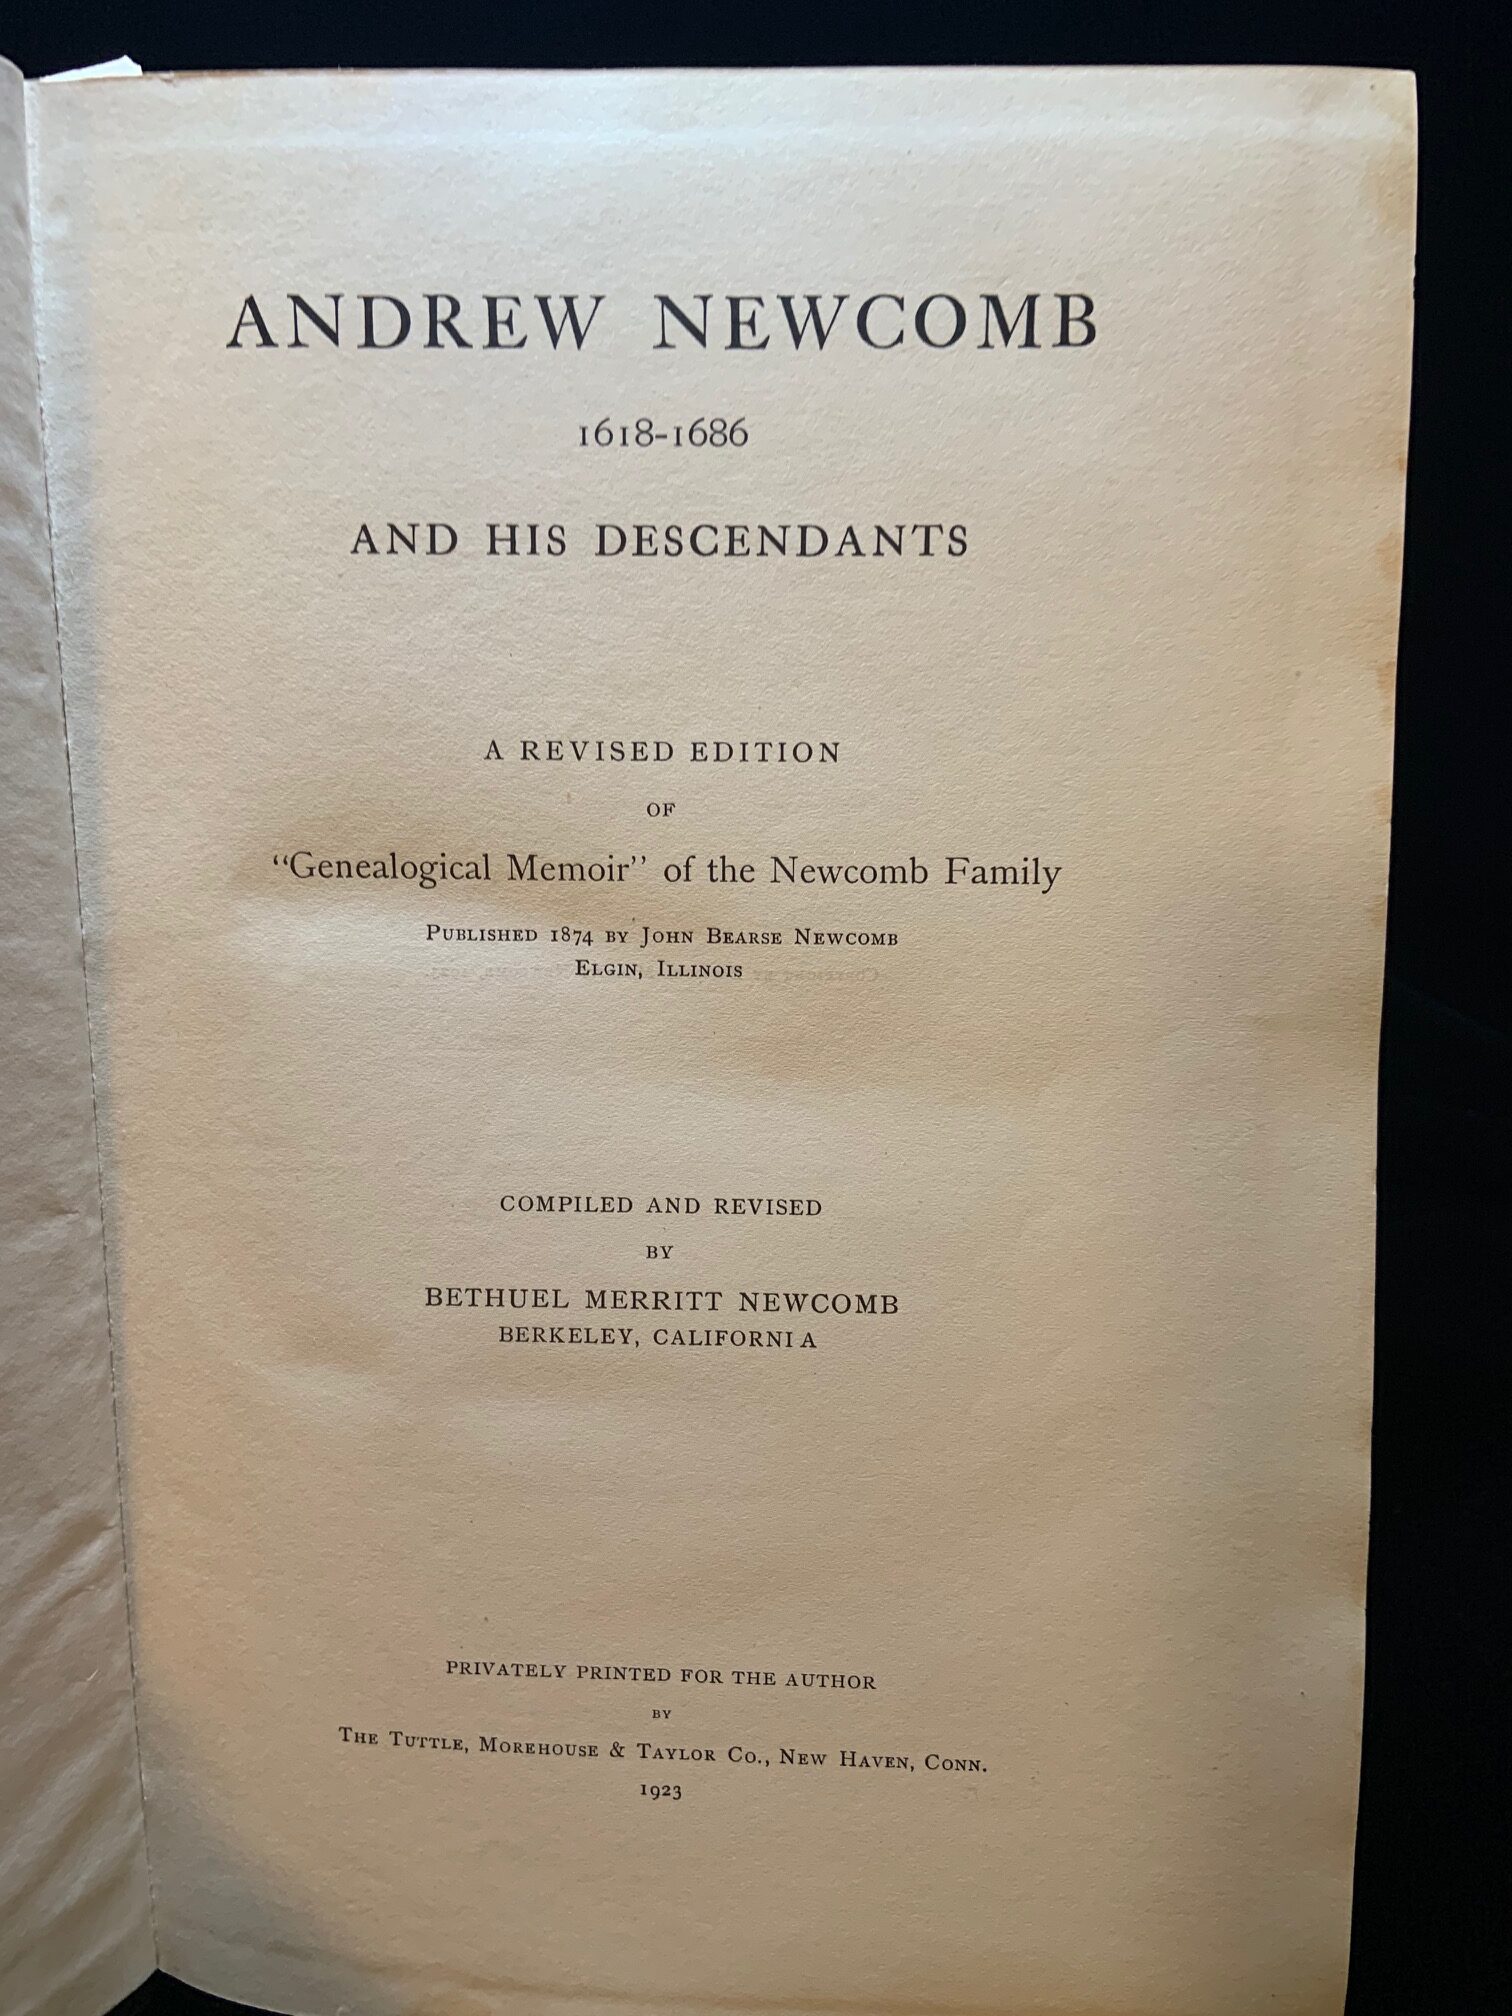 ANDREW NEWCOMB
1618-1686
AND HIS DESCENDANTS
A REVISED EDITION
OF
“Genealogical Memoir” of the Newcomb Family
PUBLISHED 1874 BY JOHN BEARSE NEWCOMB
ELGIN, ILLINOIS
COMPILED AND REVISED
BY
BETHUEL MERRITT NEWCOMB
BERKELEY, CALIFORNIA
PRIVATELY PRINTED FOR THE AUTHOR
BY
THE TUTTLE, MOREHOUSE & TAYLOR CO., NEW HAVEN, CONN.
1923